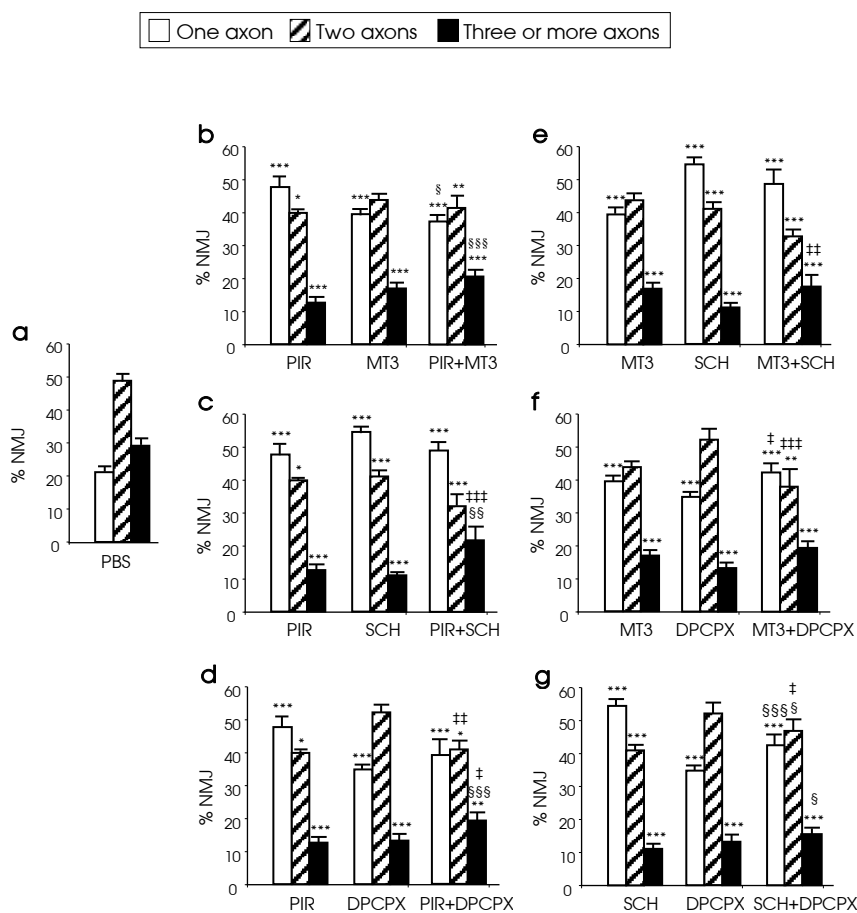 One axon Two axons Three or more axons
a
% NMJ
60
50
40
30
20
10
0
PBS
b
% NMJ
60
50
40
30
20
10
0
*** * ***
*** ***
§ *** ** §§§ ***
PIR MT3 PIR+MT3
c
% NMJ
60
50
40
30
20
10
0
*** * ***
*** *** ***
*** *** ‡‡‡ §§
PIR SCH PIR+SCH
d
% NMJ
60
50
40
30
20
10
0
*** * ***
*** ***
*** ‡‡ * ‡ §§§ **
PIR DPCPX PIR+DPCPX
e
% NMJ
60
50
40
30
20
10
0
*** ***
*** *** ***
*** *** ‡‡ ***
MT3 SCH MT3+SCH
f
% NMJ
60
50
40
30
20
10
0
*** ***
*** ***
‡ *** ‡‡‡ ** ***
MT3 DPCPX MT3+DPCPX
g
% NMJ
60
50
40
30
20
10
0
*** *** ***
*** ***
§§§ *** ‡ § § ***
SCH DPCPX SCH+DPCPX